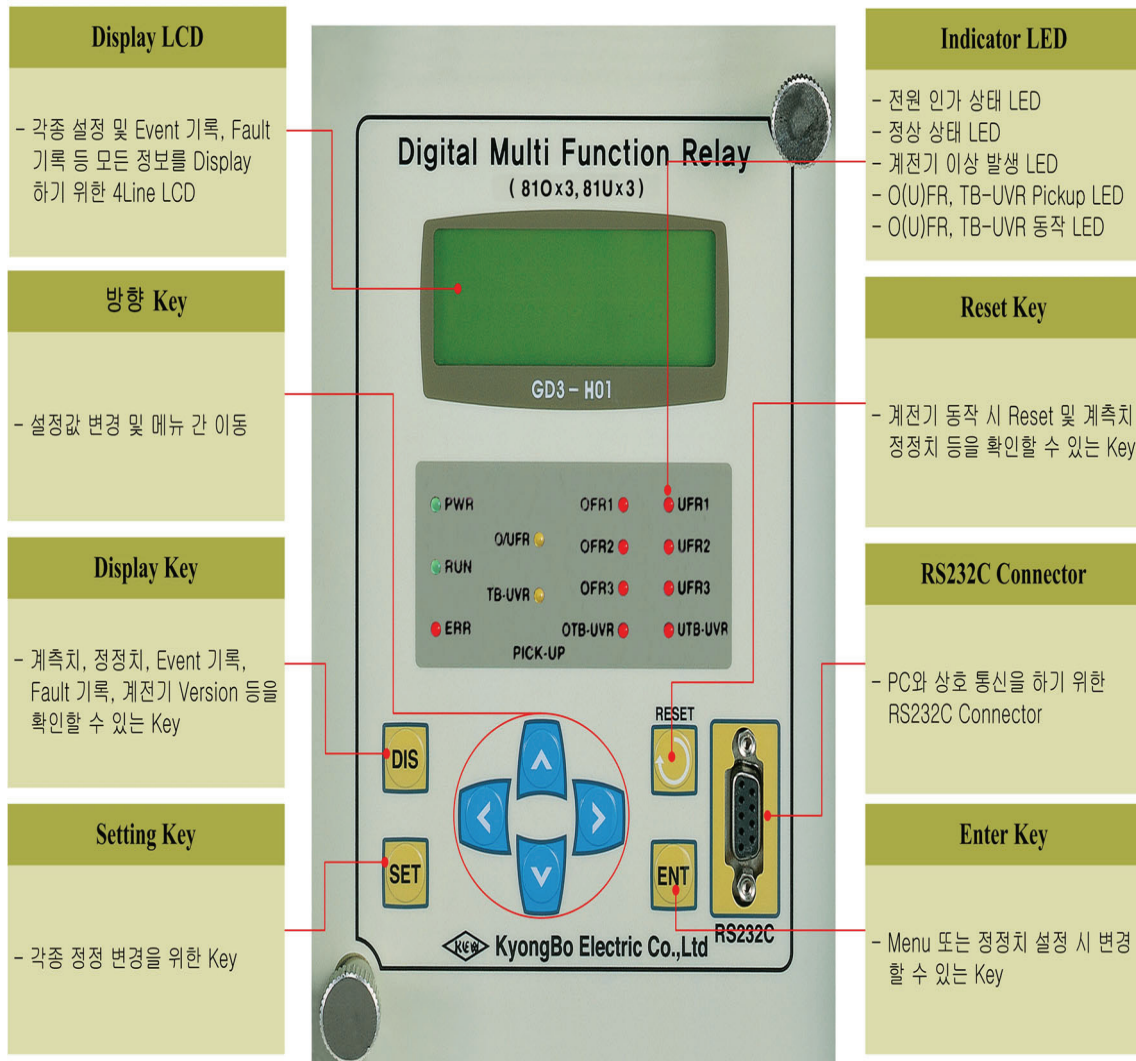 Display LCD
- 각종 설정 및 Event 기록, Fault
기록 등 모든 정보를 Display
하기 위한 4Line LCD
방향 Key
- 설정값 변경 및 메뉴 간 이동
Display Key
- 계측치, 정정치, Event 기록,
Fault 기록, 계전기 Version 등을
확인할 수 있는 Key
Setting Key
- 각종 정정 변경을 위한 Key
Digital Multi Function Relay
( 81O×3, 81U×3 )
GD3 - H01
PWR
RUN
ERR
O/UFR
TB-UVR
PICK-UP
OFR1
OFR2
OFR3
OTB-UVR
UFR1
UFR2
UFR3
UTB-UVR
DIS
SET
RESET
ENT
RS232C
KEW KyongBo Electric Co.,Ltd
Indicator LED
- 전원 인가 상태 LED
- 정상 상태 LED
- 계전기 이상 발생 LED
- O(U)FR, TB-UVR Pickup LED
- O(U)FR, TB-UVR 동작 LED
Reset Key
- 계전기 동작 시 Reset 및 계측치
정정치 등을 확인할 수 있는 Key
RS232C Connector
- PC와 상호 통신을 하기 위한
RS232C Connector
Enter Key
- Menu 또는 정정치 설정 시 변경
할 수 있는 Key